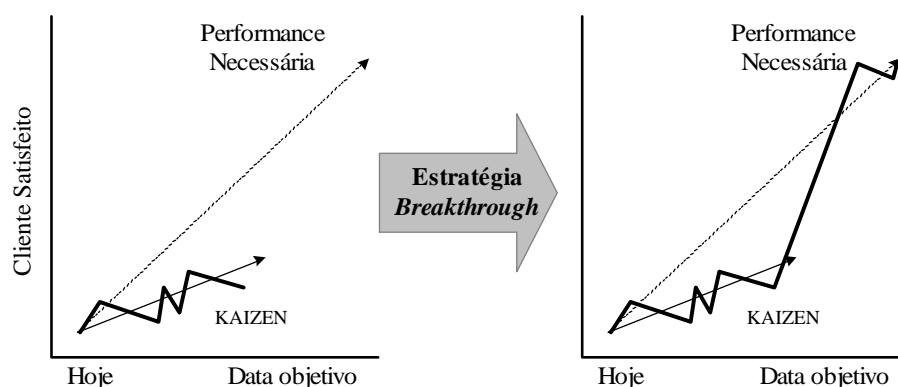 Performance
Necessária
Cliente Satisfeito
KAIZEN
Hoje
Data objetivo
Estratégia
Breakthrough
Performance
Necessária
KAIZEN
Hoje
Data objetivo